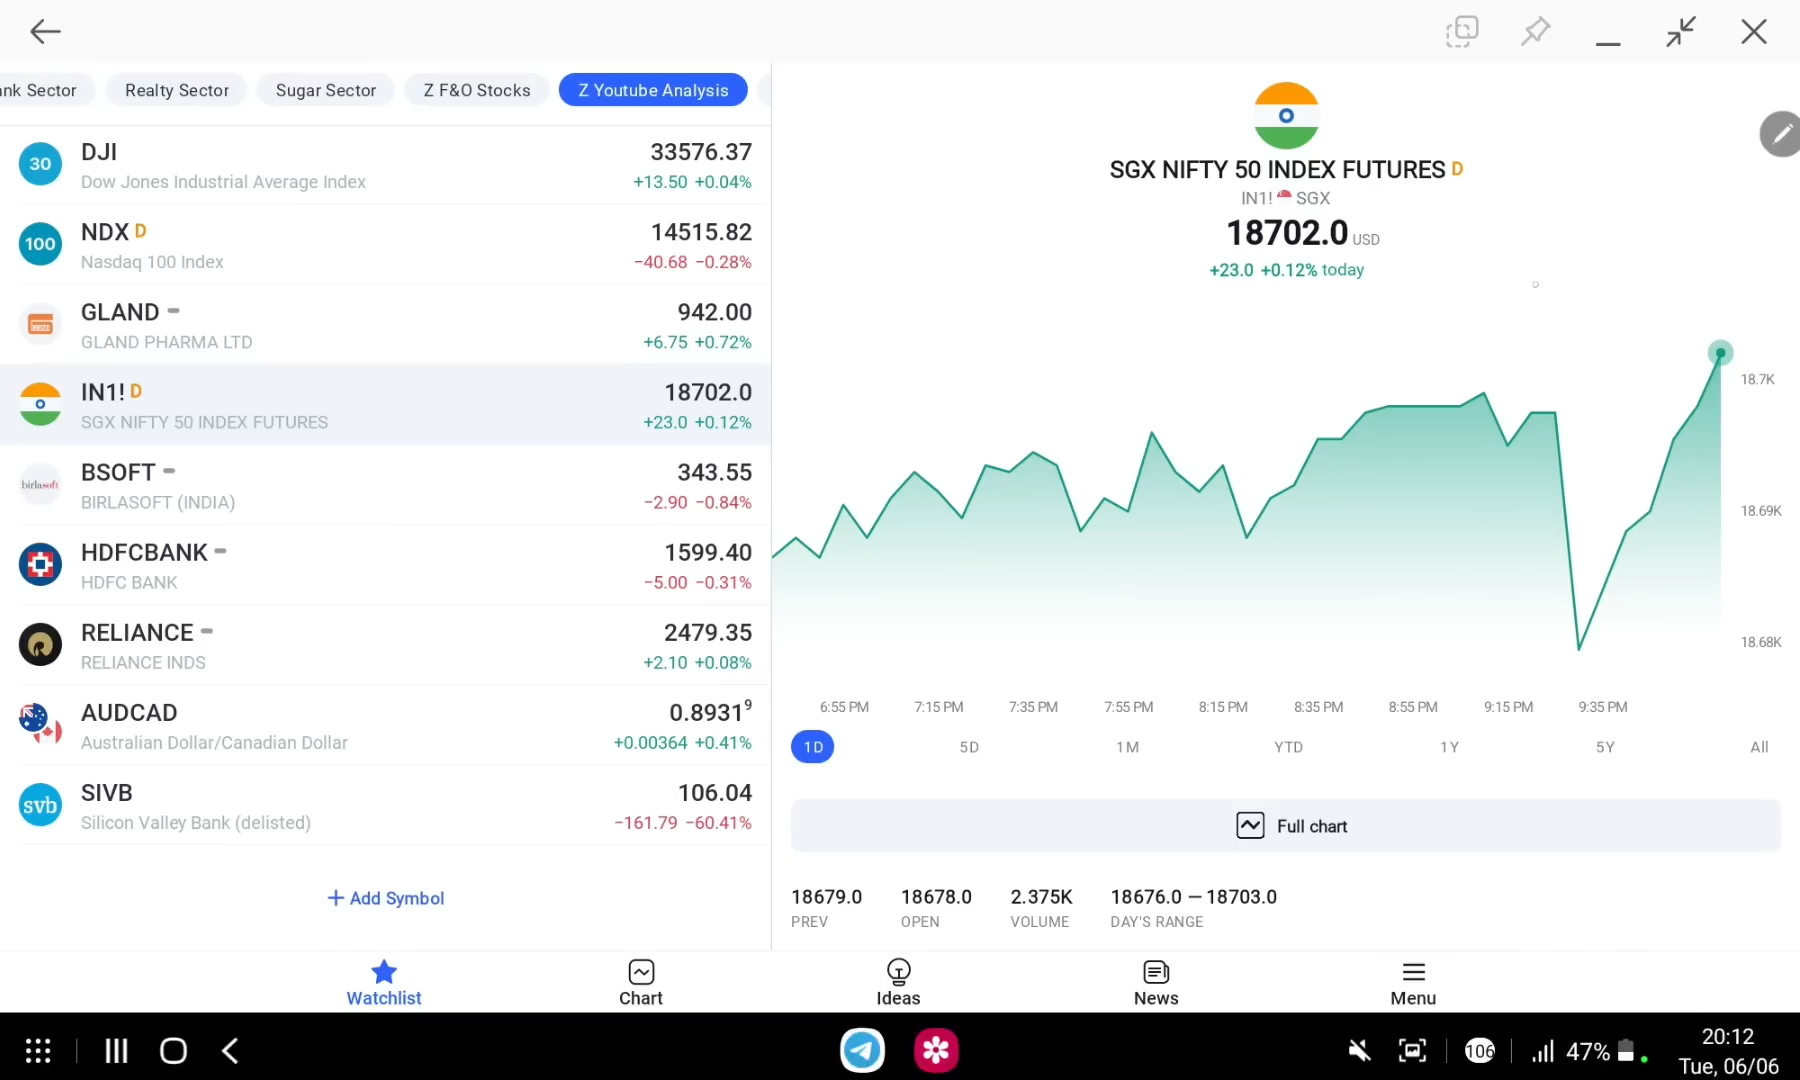 nk Sector
Realty Sector
Sugar Sector
Z F&O Stocks
Z Youtube Analysis
30
DJI
33576.37
Dow Jones Industrial Average Index
+13.50 +0.04%
100
NDX D
14515.82
Nasdaq 100 Index
−40.68 −0.28%
GLAND
942.00
GLAND PHARMA LTD
+6.75 +0.72%
IN1! D
18702.0
SGX NIFTY 50 INDEX FUTURES
+23.0 +0.12%
birlasoft
BSOFT
343.55
BIRLASOFT (INDIA)
−2.90 −0.84%
HDFCBANK
1599.40
HDFC BANK
−5.00 −0.31%
RELIANCE
2479.35
RELIANCE INDS
+2.10 +0.08%
AUDCAD
0.8931⁹
Australian Dollar/Canadian Dollar
+0.00364 +0.41%
svb
SIVB
106.04
Silicon Valley Bank (delisted)
−161.79 −60.41%
+ Add Symbol
SGX NIFTY 50 INDEX FUTURES D
IN1! SGX
18702.0 USD
+23.0 +0.12% today
18.7K
18.69K
18.68K
6:55 PM 7:15 PM 7:35 PM 7:55 PM 8:15 PM 8:35 PM 8:55 PM 9:15 PM 9:35 PM
1D 5D 1M YTD 1Y 5Y All
Full chart
18679.0 18678.0 2.375K 18676.0 — 18703.0
PREV OPEN VOLUME DAY'S RANGE
Watchlist Chart Ideas News Menu
106
47%
20:12
Tue, 06/06